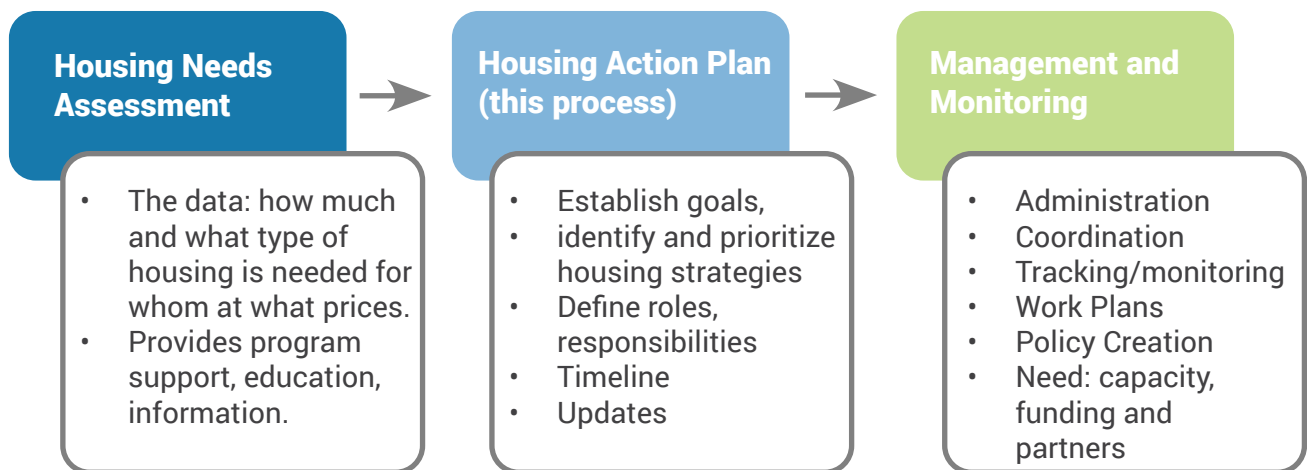 Housing Needs
Assessment
• The data: how much
and what type of
housing is needed for
whom at what prices.
• Provides program
support, education,
information.
Housing Action Plan
(this process)
• Establish goals,
• identify and prioritize
housing strategies
• Define roles,
responsibilities
• Timeline
• Updates
Management and
Monitoring
• Administration
• Coordination
• Tracking/monitoring
• Work Plans
• Policy Creation
• Need: capacity,
funding and
partners